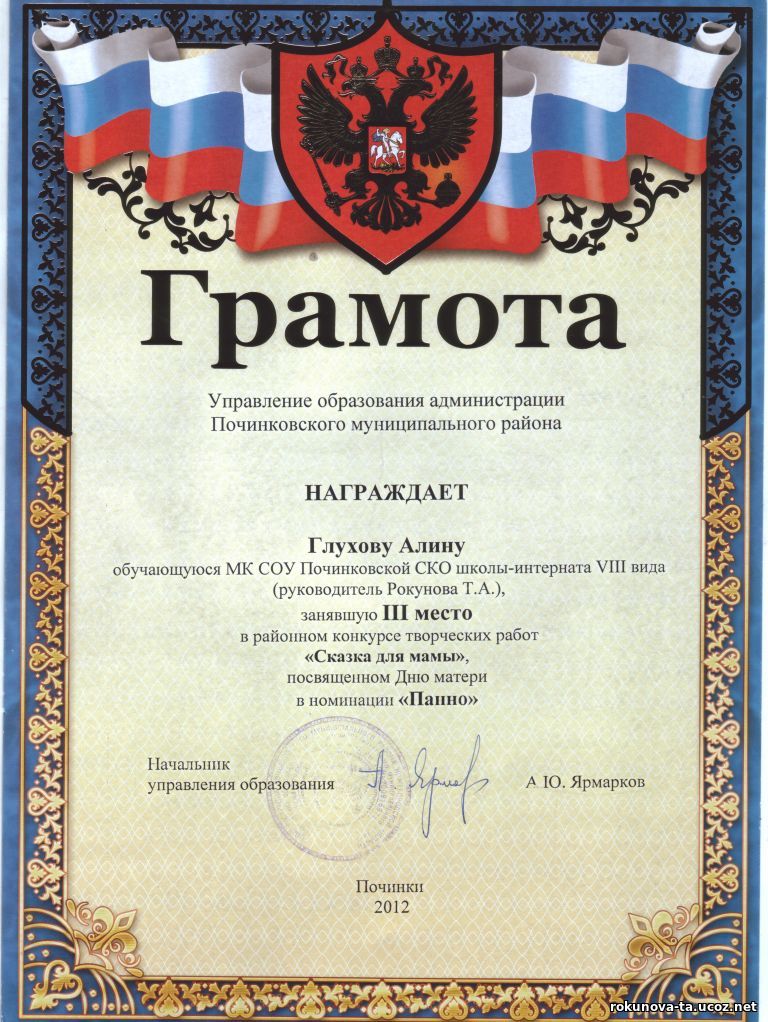 Грамота
Управление образования администрации
Починковского муниципального района
НАГРАЖДАЕТ
Глухову Алину
обучающуюся МК СОУ Починковской СКО школы-интерната VIII вида
(руководитель Рокунова Т.А.),
занявшую III место
в районном конкурсе творческих работ
«Сказка для мамы»,
посвященном Дню матери
в номинации «Панно»
Начальник
управления образования А Ю. Ярмарков
Починки
2012
rokunova-ta.ucoz.net